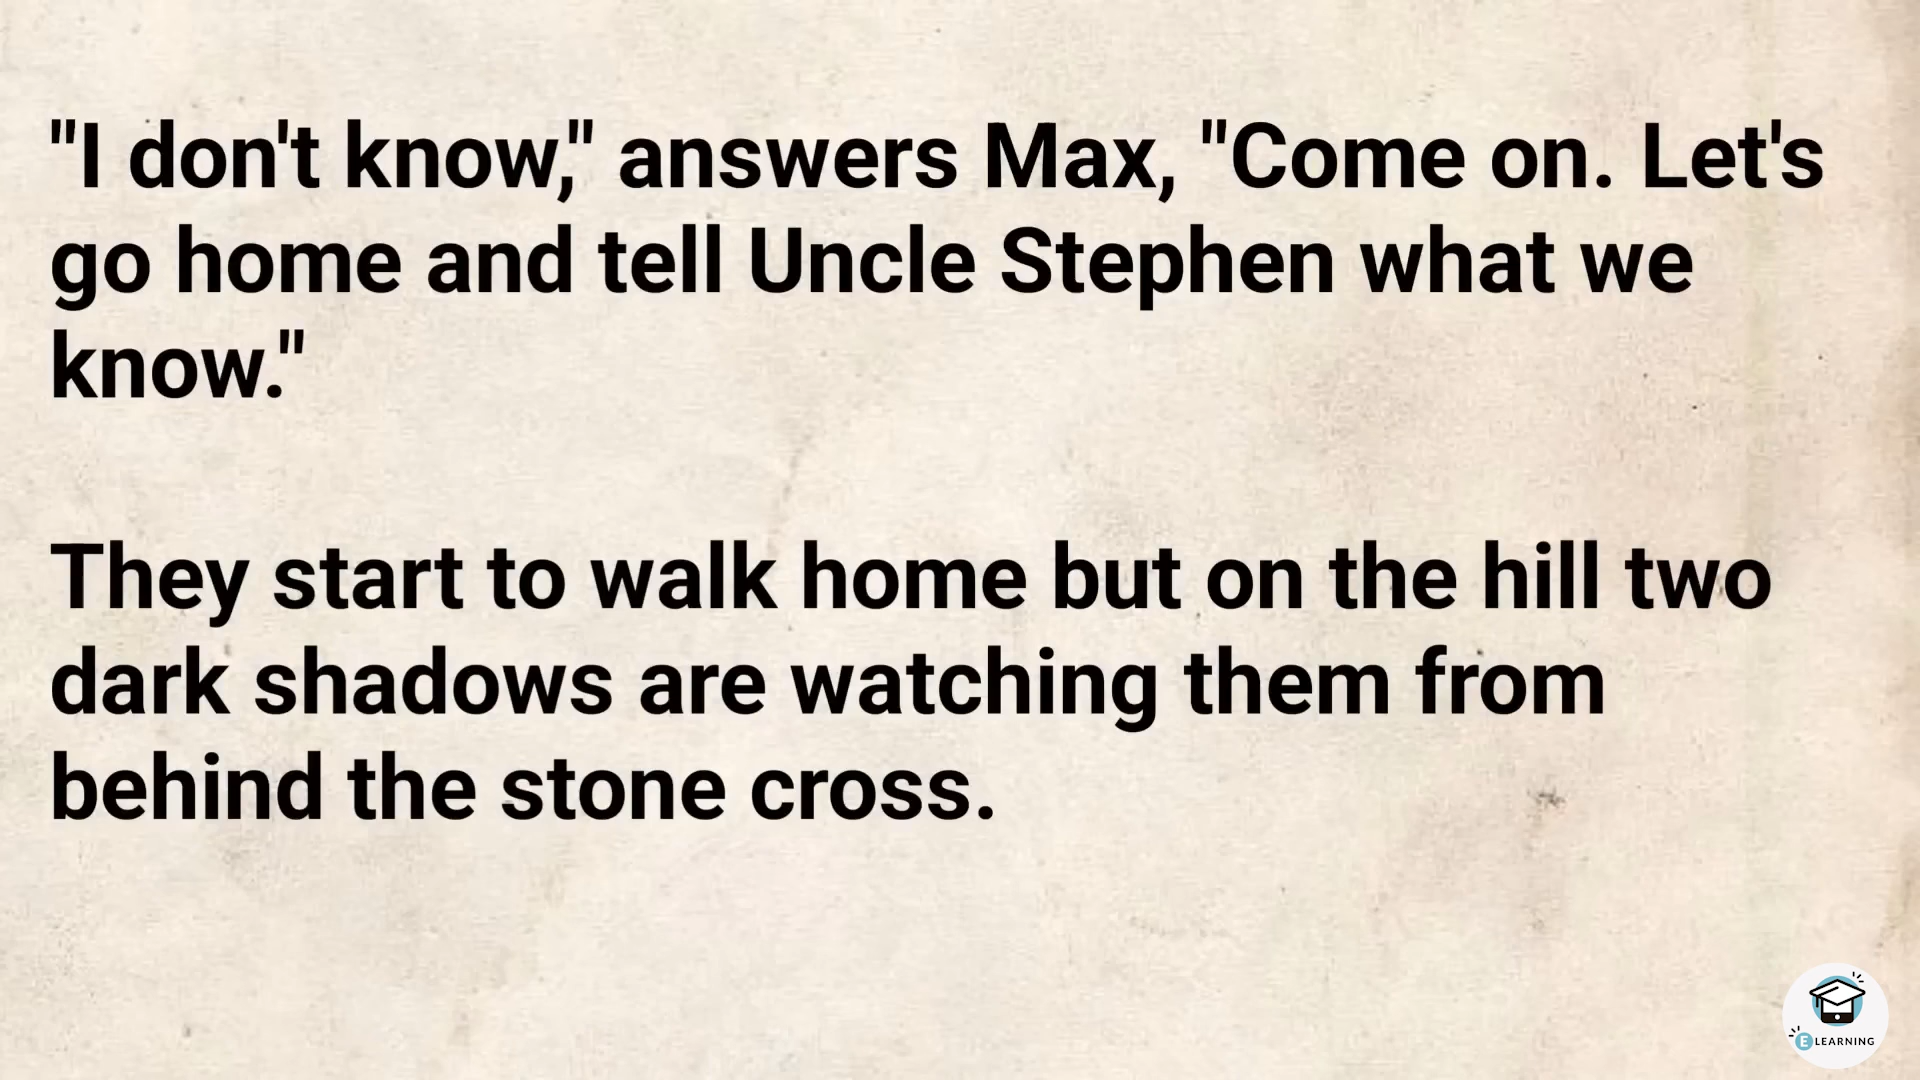 "I don't know," answers Max, "Come on. Let's
go home and tell Uncle Stephen what we
know."
They start to walk home but on the hill two
dark shadows are watching them from
behind the stone cross.
E LEARNING